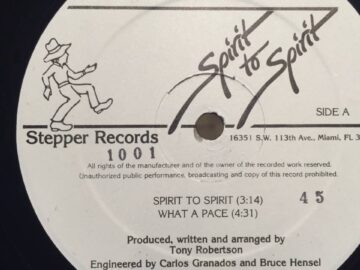 Spirit to Spirit
SIDE A
Stepper Records
16351 S.W. 113th Ave., Miami, FL 3
1001
All rights of the manufacturer and of the owner of the recorded work reserved.
Unauthorized public performance, broadcasting and copy of this record prohibited.
SPIRIT TO SPIRIT (3:14)
45
WHAT A PACE (4:31)
Produced, written and arranged by
Tony Robertson
Engineered by Carlos Granados and Bruce Hensel